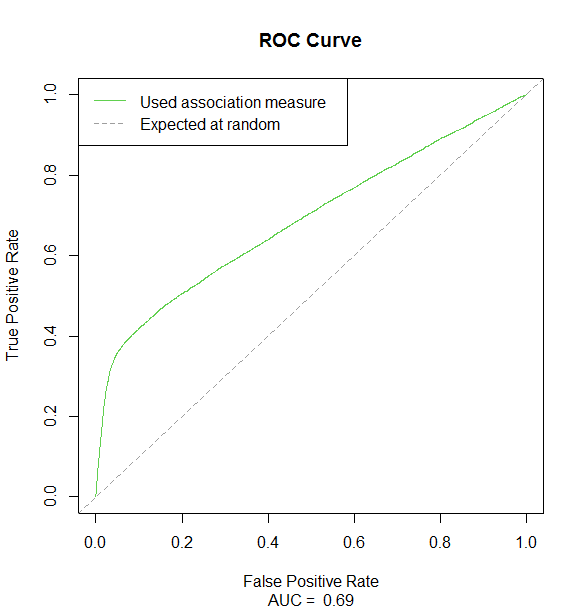 ROC Curve
Used association measure
Expected at random
True Positive Rate
1.0
0.8
0.6
0.4
0.2
0.0
0.0 0.2 0.4 0.6 0.8 1.0
False Positive Rate
AUC = 0.69